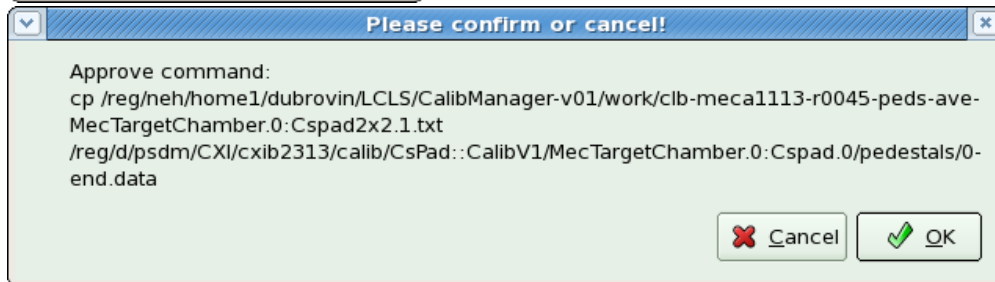 Please confirm or cancel!
Approve command:
cp /reg/neh/home1/dubrovin/LCLS/CalibManager-v01/work/clb-meca1113-r0045-peds-ave-
MecTargetChamber.0:Cspad2x2.1.txt
/reg/d/psdm/CXI/cxib2313/calib/CsPad::CalibV1/MecTargetChamber.0:Cspad.0/pedestals/0-
end.data
Cancel OK